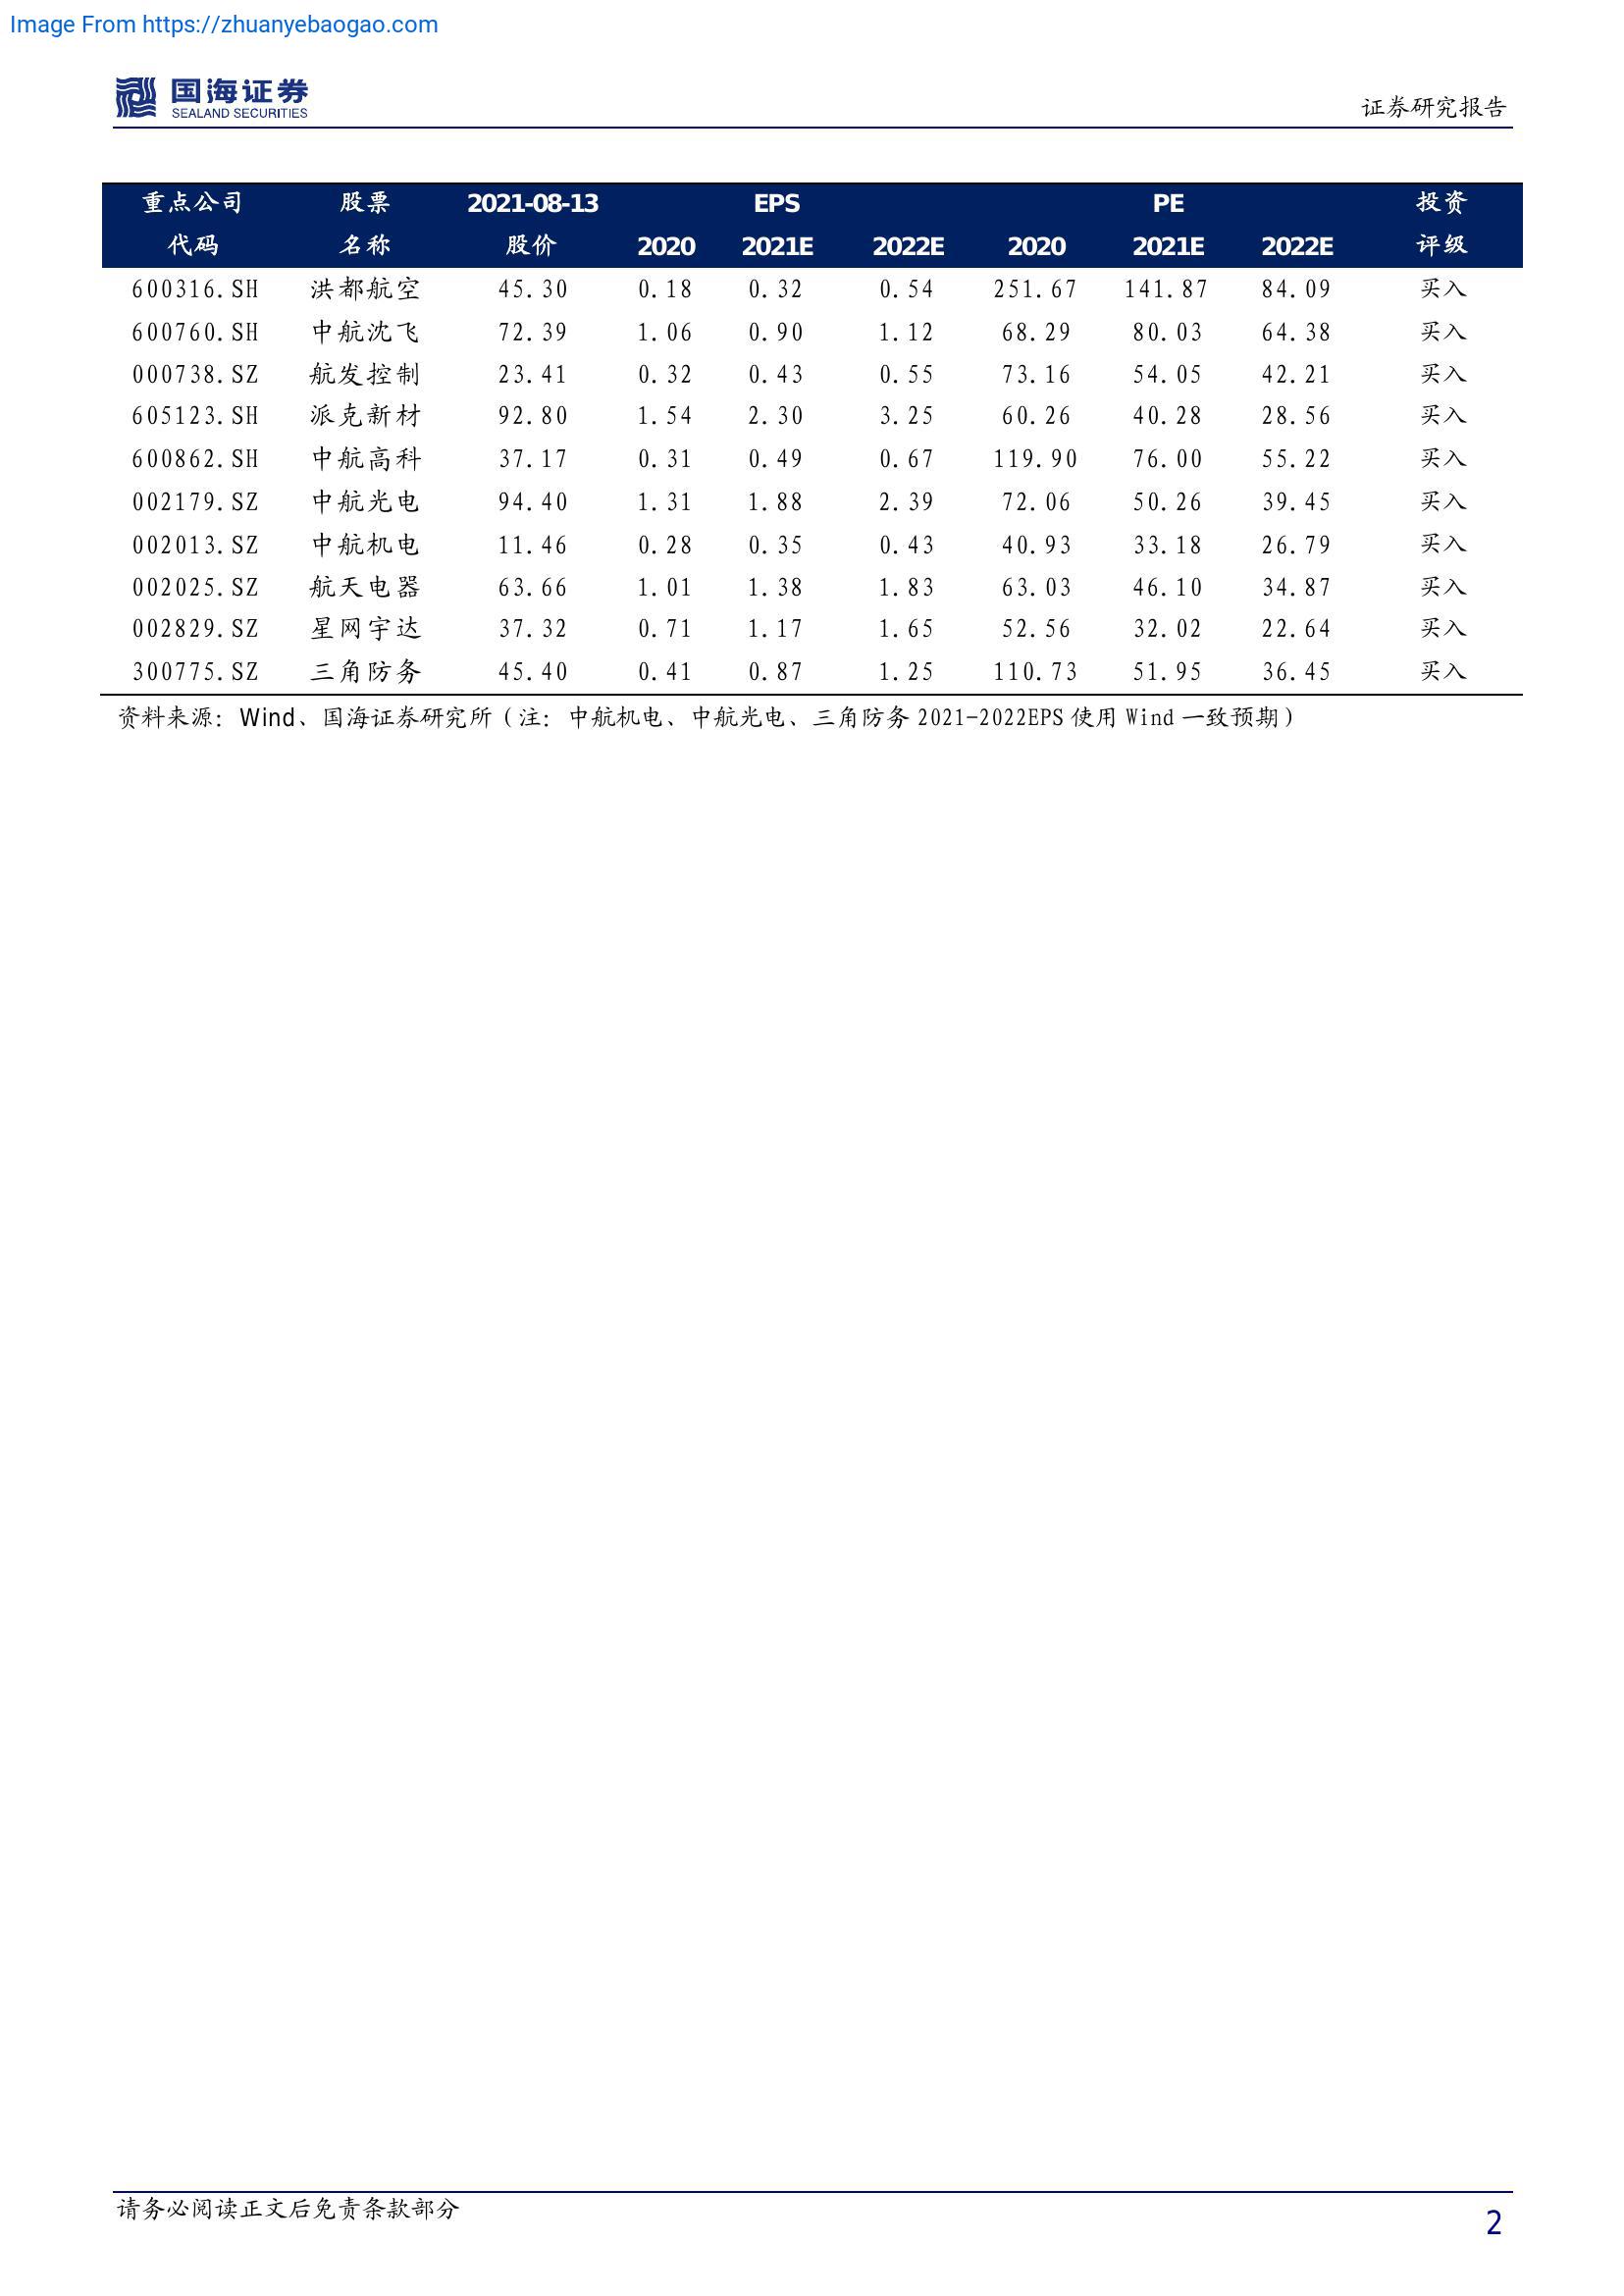 Image From https://zhuanyebaogao.com
国海证券
SEALAND SECURITIES
证券研究报告
重点公司 股票 2021-08-13 EPS PE 投资
代码 名称 股价 2020 2021E 2022E 2020 2021E 2022E 评级
600316.SH 洪都航空 45.30 0.18 0.32 0.54 251.67 141.87 84.09 买入
600760.SH 中航沈飞 72.39 1.06 0.90 1.12 68.29 80.03 64.38 买入
000738.SZ 航发控制 23.41 0.32 0.43 0.55 73.16 54.05 42.21 买入
605123.SH 派克新材 92.80 1.54 2.30 3.25 60.26 40.28 28.56 买入
600862.SH 中航高科 37.17 0.31 0.49 0.67 119.90 76.00 55.22 买入
002179.SZ 中航光电 94.40 1.31 1.88 2.39 72.06 50.26 39.45 买入
002013.SZ 中航机电 11.46 0.28 0.35 0.43 40.93 33.18 26.79 买入
002025.SZ 航天电器 63.66 1.01 1.38 1.83 63.03 46.10 34.87 买入
002829.SZ 星网宇达 37.32 0.71 1.17 1.65 52.56 32.02 22.64 买入
300775.SZ 三角防务 45.40 0.41 0.87 1.25 110.73 51.95 36.45 买入
资料来源：Wind、国海证券研究所（注：中航机电、中航光电、三角防务 2021-2022EPS 使用 Wind 一致预期）
请务必阅读正文后免责条款部分
2